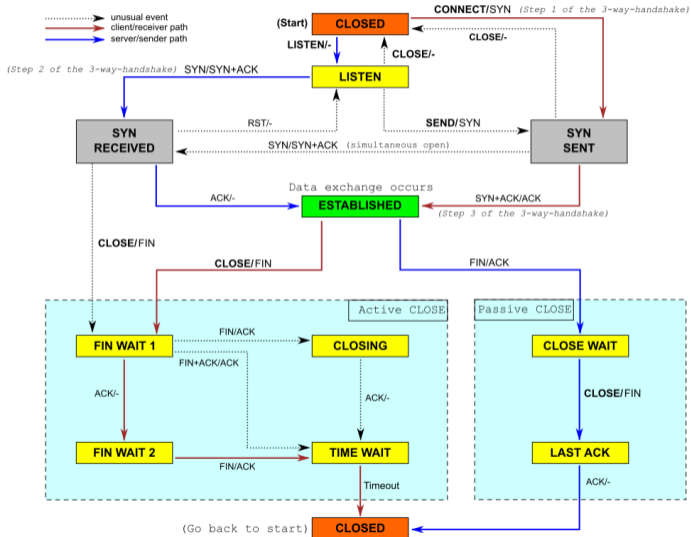 unusual event
client/receiver path
server/sender path
(Start)
CLOSED
CONNECT/SYN (Step 1 of the 3-way-handshake)
CLOSE/-
LISTEN/-
CLOSE/-
(Step 2 of the 3-way-handshake) SYN/SYN+ACK
LISTEN
RST/-
SEND/SYN
SYN
RECEIVED
SYN
SENT
SYN/SYN+ACK (simultaneous open)
Data exchange occurs
ACK/-
ESTABLISHED
SYN+ACK/ACK
(Step 3 of the 3-way-handshake)
CLOSE/FIN
CLOSE/FIN
FIN/ACK
Active CLOSE
Passive CLOSE
FIN WAIT 1
FIN/ACK
CLOSING
CLOSE WAIT
FIN+ACK/ACK
ACK/-
ACK/-
CLOSE/FIN
FIN WAIT 2
FIN/ACK
TIME WAIT
LAST ACK
Timeout
ACK/-
(Go back to start)
CLOSED